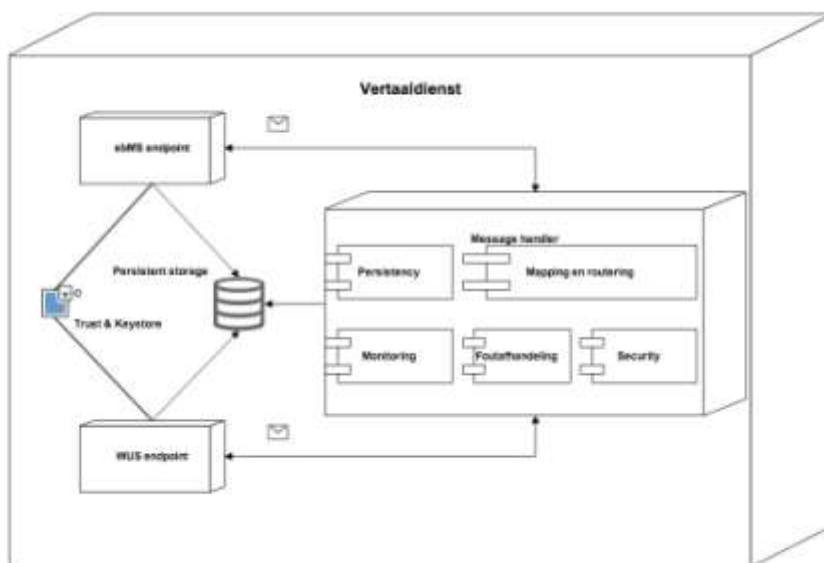 Vertaaldienst
ebMS endpoint
Message handler
Persistency
Mapping en routering
Persistent storage
Trust & Keystore
Monitoring
Foutafhandeling
Security
WUS endpoint